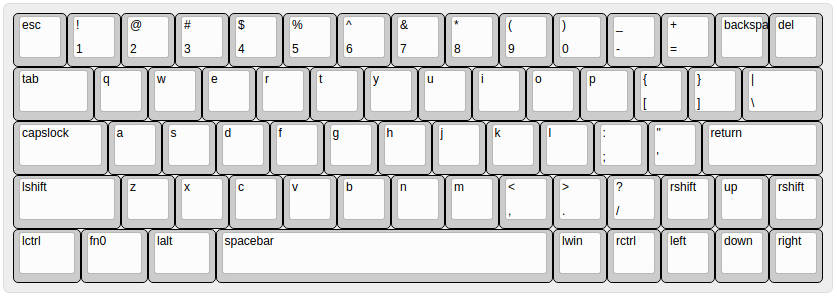 esc ! @ # $ % ^ & * ( ) _ + backspa del
1 2 3 4 5 6 7 8 9 0 - =
tab q w e r t y u i o p { } |
[ ] \
capslock a s d f g h j k l : " return
; '
lshift z x c v b n m < > ? rshift up rshift
, . /
lctrl fn0 lalt spacebar lwin rctrl left down right